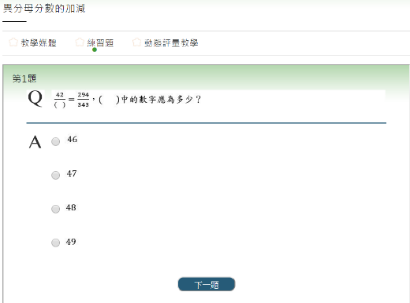 異分母分數的加減
教學媒體 練習題 動態評量教學
第1題
Q 42/( ) = 294/343,( )中的數字應為多少?
A 46
47
48
49
下一題